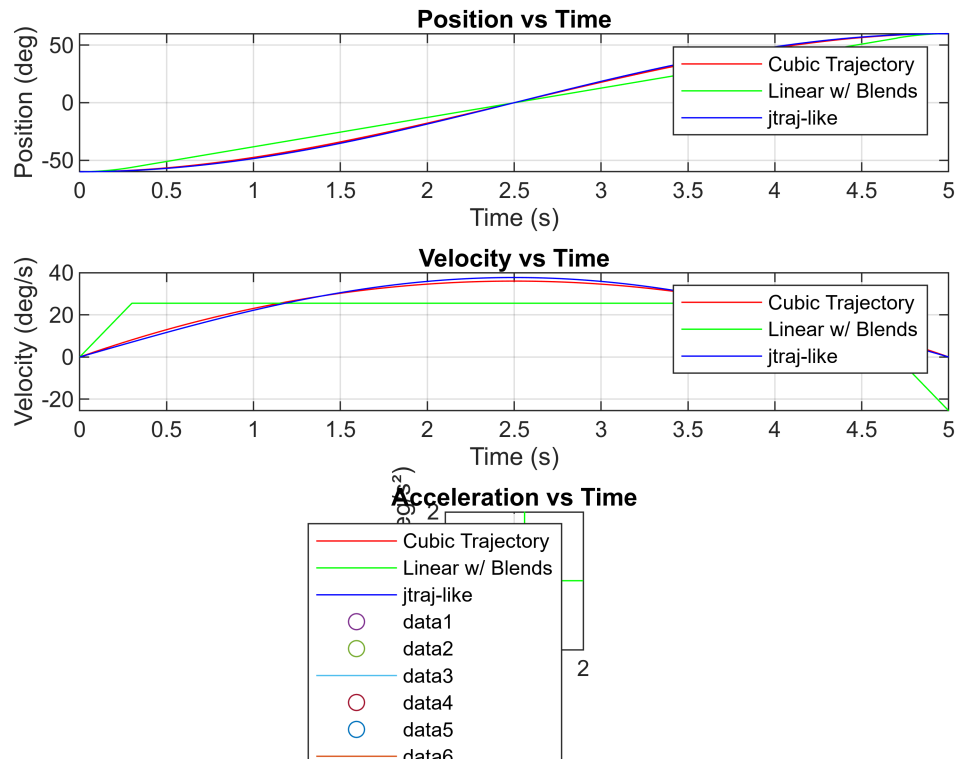 Position vs Time
Position (deg)
50
0
-50
Cubic Trajectory
Linear w/ Blends
jtraj-like
0 0.5 1 1.5 2 2.5 3 3.5 4 4.5 5
Time (s)
Velocity vs Time
Velocity (deg/s)
40
20
0
-20
Cubic Trajectory
Linear w/ Blends
jtraj-like
0 0.5 1 1.5 2 2.5 3 3.5 4 4.5 5
Time (s)
Acceleration vs Time
eg/s²)
2
Cubic Trajectory
Linear w/ Blends
jtraj-like
data1
data2
data3
data4
data5
data6
2